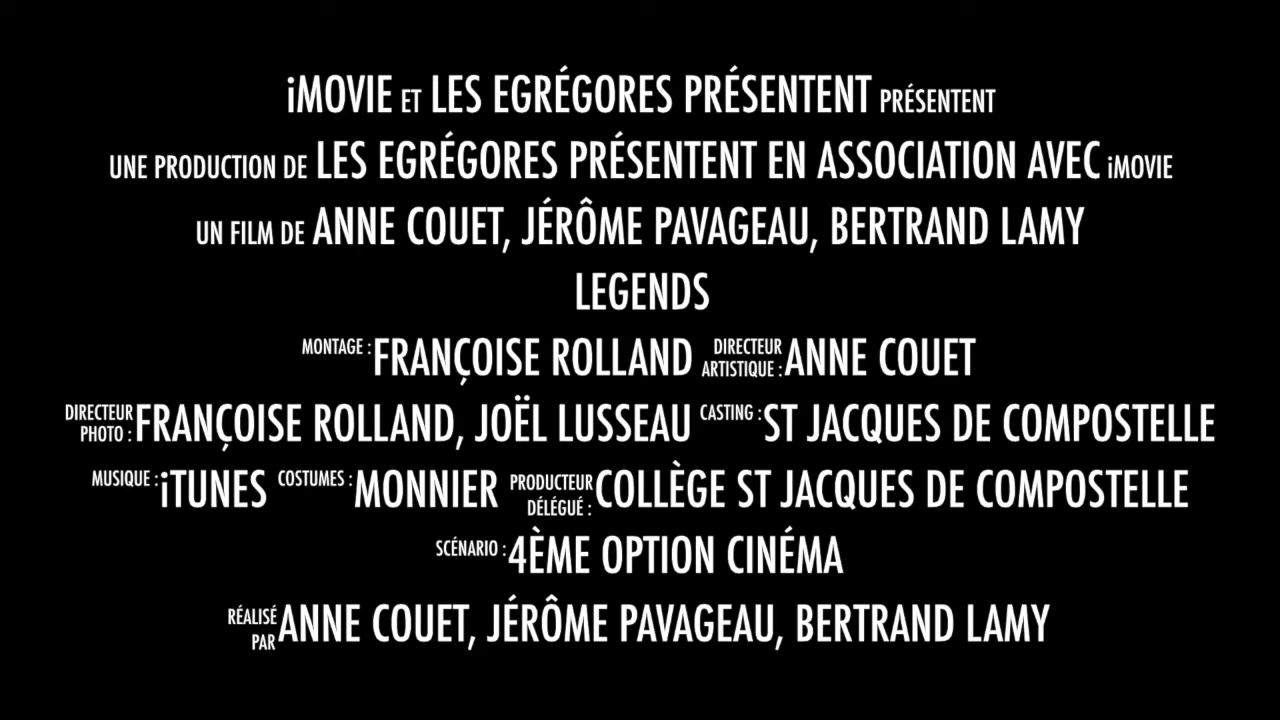 iMOVIE ET LES EGRÉGORES PRÉSENTENT PRÉSENTENT
UNE PRODUCTION DE LES EGRÉGORES PRÉSENTENT EN ASSOCIATION AVEC iMOVIE
UN FILM DE ANNE COUET, JÉRÔME PAVAGEAU, BERTRAND LAMY
LEGENDS
MONTAGE : FRANÇOISE ROLLAND DIRECTEUR ARTISTIQUE : ANNE COUET
DIRECTEUR PHOTO : FRANÇOISE ROLLAND, JOËL LUSSEAU CASTING : ST JACQUES DE COMPOSTELLE
MUSIQUE : iTUNES COSTUMES : MONNIER PRODUCTEUR DÉLÉGUÉ : COLLÈGE ST JACQUES DE COMPOSTELLE
SCÉNARIO : 4ÈME OPTION CINÉMA
RÉALISÉ PAR ANNE COUET, JÉRÔME PAVAGEAU, BERTRAND LAMY